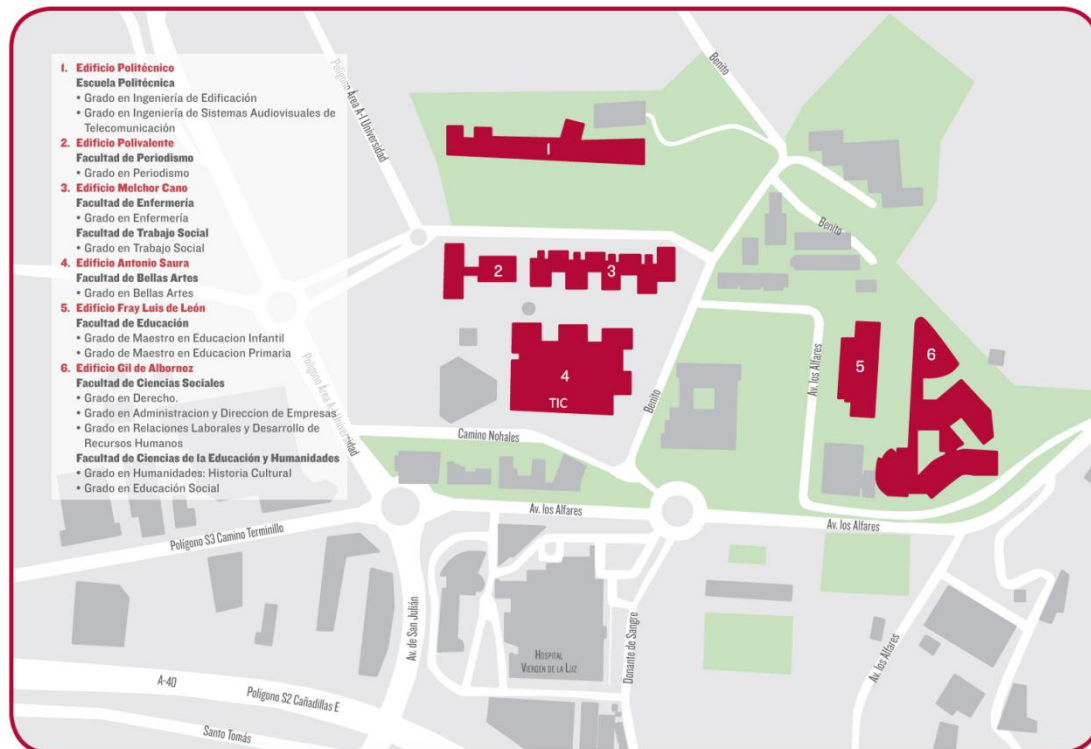 1. Edificio Politécnico
Escuela Politécnica
• Grado en Ingeniería de Edificación
• Grado en Ingeniería de Sistemas Audiovisuales de
Telecomunicación
2. Edificio Polivalente
Facultad de Periodismo
• Grado en Periodismo
3. Edificio Melchor Cano
Facultad de Enfermería
• Grado en Enfermería
Facultad de Trabajo Social
• Grado en Trabajo Social
4. Edificio Antonio Saura
Facultad de Bellas Artes
• Grado en Bellas Artes
5. Edificio Fray Luis de León
Facultad de Educación
• Grado de Maestro en Educacion Infantil
• Grado de Maestro en Educacion Primaria
6. Edificio Gil de Albornoz
Facultad de Ciencias Sociales
• Grado en Derecho.
• Grado en Administracion y Direccion de Empresas
• Grado en Relaciones Laborales y Desarrollo de
Recursos Humanos
Facultad de Ciencias de la Educación y Humanidades
• Grado en Humanidades: Historia Cultural
• Grado en Educación Social
Polígono Área A-1 Universidad
Polígono Área A-1 Universidad
Benito
1
Benito
2
3
4
TIC
5
6
Av. los Alfares
Benito
Camino Nohales
Av. los Alfares
Av. los Alfares
Polígono S3 Camino Terminillo
Av. de San Julián
Hospital
Viergen de la Luz
Donante de Sangre
Av. los Alfares
A-40
Polígono S2 Cañadillas E
Santo Tomás